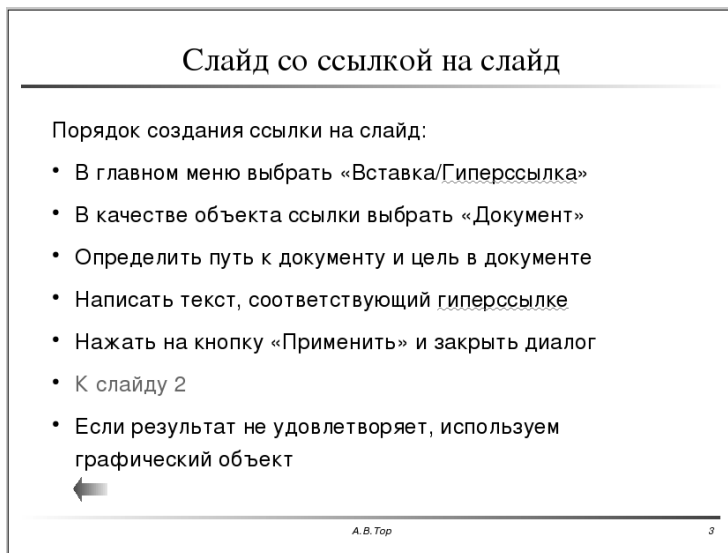 Слайд со ссылкой на слайд
Порядок создания ссылки на слайд:
• В главном меню выбрать «Вставка/Гиперссылка»
• В качестве объекта ссылки выбрать «Документ»
• Определить путь к документу и цель в документе
• Написать текст, соответствующий гиперссылке
• Нажать на кнопку «Применить» и закрыть диалог
• К слайду 2
• Если результат не удовлетворяет, используем
графический объект
А.В.Тор
3